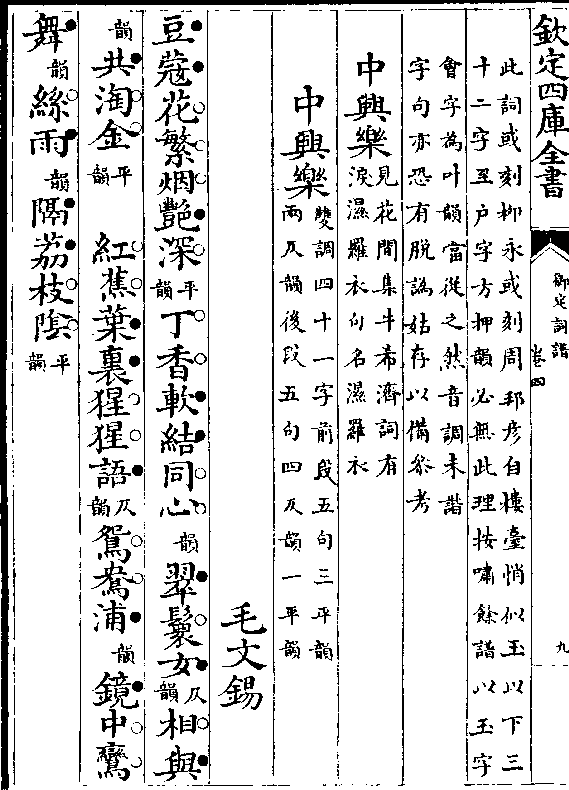 欽定四庫全書
御定詞譜
卷四
九
此詞或刻柳永或刻周邦彥自樓臺悄似玉以下三
十二字至戶字方押韻必無此理按嘯餘譜以玉字
會字為叶韻當從之然音調未諧
字句亦恐有脫譌姑存以備參考
中興樂
見花間集牛希濟詞有
淚濕羅衣句名濕羅衣
中興樂
雙調四十一字前段五句三平韻
兩仄韻後段五句四仄韻一平韻
毛文錫
豆蔻花繁烟艷深平韻丁香軟結同心韻翠鬟女仄韻相與
韻共淘金平韻 紅蕉葉裏猩猩語仄韻鴛鴦浦韻鏡中鸞
舞韻絲雨韻隔荔枝陰平韻